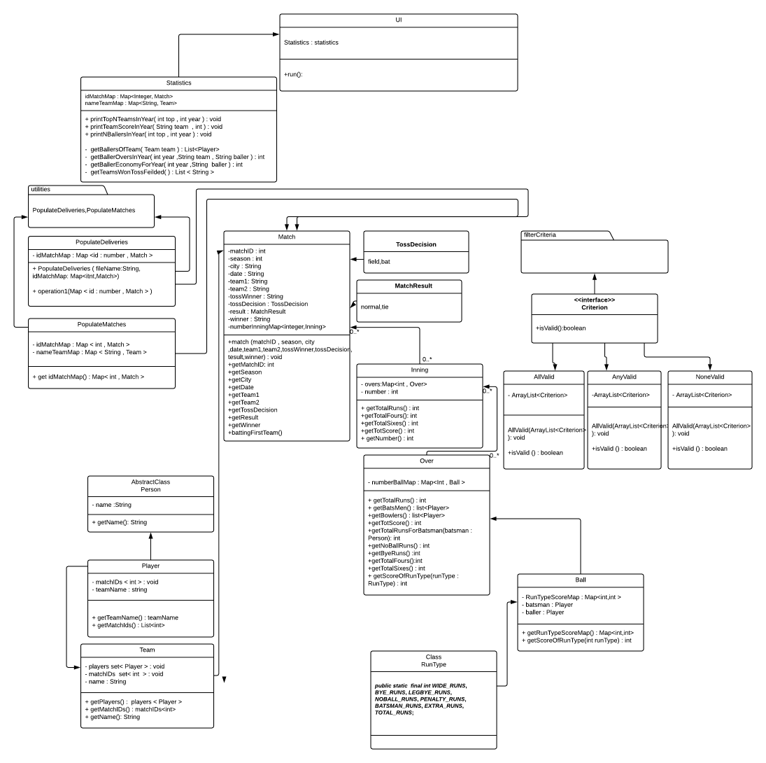 UI
Statistics : statistics
+run():
Statistics
idMatchMap : Map<Integer, Match>
nameTeamMap : Map<String, Team>
+ printTopNTeamsInYear( int top , int year ) : void
+ printTeamScoreInYear( String team , int ) : void
+ printNBallersInYear( int top , int year ) : void
- getBallersOfTeam( Team team ) : List<Player>
- getBallerOversInYear( int year ,String team , String baller ) : int
- getBallerEconomyForYear( int year ,String baller ) : int
- getTeamsWonTossFeilded( ) : List < String >
utilities
PopulateDeliveries,PopulateMatches
PopulateDeliveries
- idMatchMap : Map <id : number , Match >
+ PopulateDeliveries ( fileName:String,
idMatchMap: Map<Itnt,Match>)
+ operation1(Map < id : number , Match > )
PopulateMatches
- idMatchMap : Map < int , Match >
- nameTeamMap : Map < String , Team >
+ get idMatchMap() : Map< int , Match >
Match
-matchID : int
-season : int
-city : String
-date : String
-team1: String
-team2: String
-tossWinner : String
-tossDecision : TossDecision
-result : MatchResult
-winner : String
-numberInningMap<integer,Inning>
+match (matchID , season, city
,date,team1,team2,tossWinner,tossDecision,
tesult,winner) : void
+getMatchID: int
+getSeason
+getCity
+getDate
+getTeam1
+getTeam2
+getTossDecision
+getResult
+getWinner
+battingFirstTeam()
TossDecision
field,bat
MatchResult
normal,tie
0..*
0..*
Inning
- overs:Map<int , Over>
- number : int
+ getTotalRuns() : int
+getTotalFours(): int
+getTotalSixes() : int
+getTotScore() : int
+ getNumber() : int
0..*
0..*
Over
- numberBallMap : Map<Int , Ball >
+ getTotalRuns() : int
+ getBatsMen() : list<Player>
+getBowlers() : list<Player>
+getTotScore() : int
+getTotalRunsForBatsman(batsman :
Person): int
+getNoBallRuns() : int
+getByeRuns() :int
+getTotalFours():int
+getTotalSixes() : int
+ getScoreOfRunType(runType :
RunType) : int
filterCriteria
<<interface>>
Criterion
+isValid():boolean
AllValid
- ArrayList<Criterion>
AllValid(ArrayList<Criterion>
): void
+isValid () : boolean
AnyValid
-ArrayList<Criterion>
AllValid(ArrayList<Criterion>
): void
+isValid () : boolean
NoneValid
- ArrayList<Criterion>
AllValid(ArrayList<Criterion>
): void
+isValid () : boolean
AbstractClass
Person
- name :String
+ getName(): String
Player
- matchIDs < int > : void
- teamName : string
+ getTeamName() : teamName
+ getMatchIds() : List<int>
Team
- players set< Player > : void
- matchIDs set< int > : void
- name : String
+ getPlayers() : players < Player >
+ getMatchIDs() : matchIDs<int>
+ getName(): String
Ball
- RunTypeScoreMap : Map<int,int >
- batsman : Player
- baller : Player
+ getRunTypeScoreMap() : Map<int,int>
+ getScoreOfRunType(int runType) : int
Class
RunType
public static final int WIDE_RUNS,
BYE_RUNS, LEGBYE_RUNS,
NOBALL_RUNS, PENALTY_RUNS,
BATSMAN_RUNS, EXTRA_RUNS,
TOTAL_RUNS;